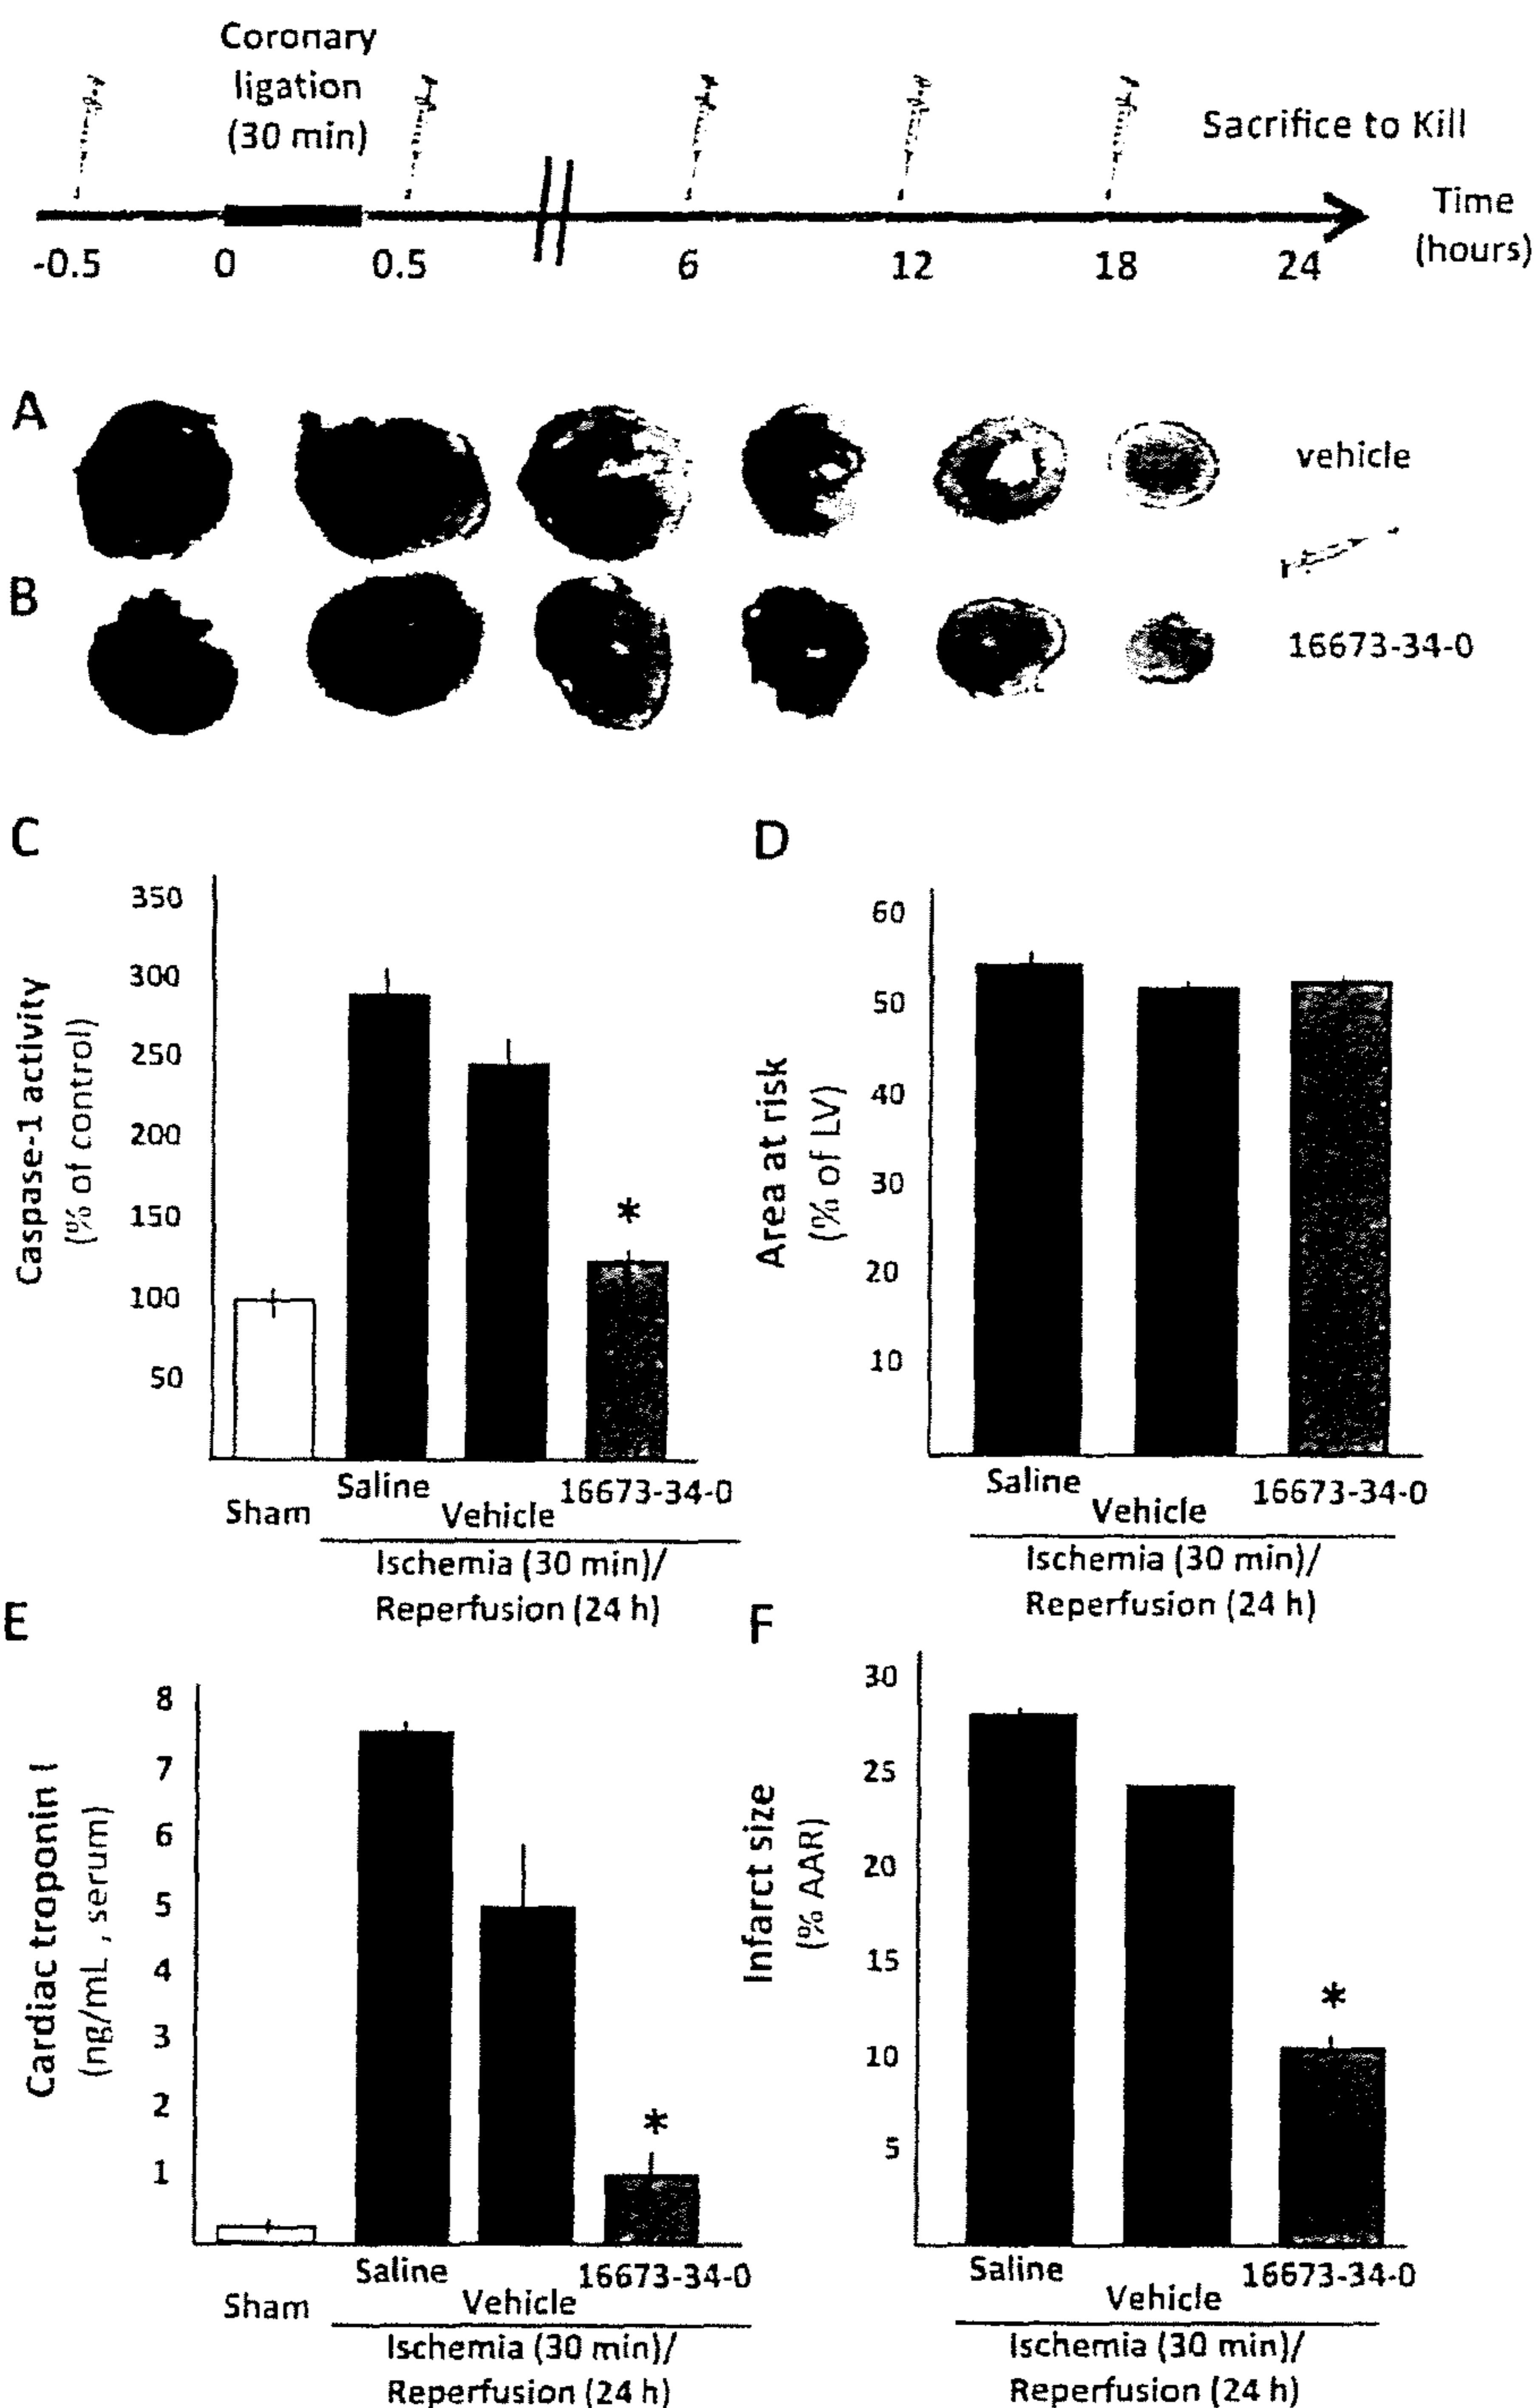 Coronary
ligation
(30 min)
Sacrifice to Kill
Time
(hours)
-0.5 0 0.5 6 12 18 24
A
vehicle
B
16673-34-0
C
Caspase-1 activity
(% of control)
350
300
250
200
150
100
50
*
Sham
Saline
Vehicle
16673-34-0
Ischemia (30 min)/
Reperfusion (24 h)
D
Area at risk
(% of LV)
60
50
40
30
20
10
Saline
Vehicle
16673-34-0
Ischemia (30 min)/
Reperfusion (24 h)
E
Cardiac troponin I
(ng/mL , serum)
8
7
6
5
4
3
2
1
*
Sham
Saline
Vehicle
16673-34-0
Ischemia (30 min)/
Reperfusion (24 h)
F
Infarct size
(% AAR)
30
25
20
15
10
5
*
Saline
Vehicle
16673-34-0
Ischemia (30 min)/
Reperfusion (24 h)